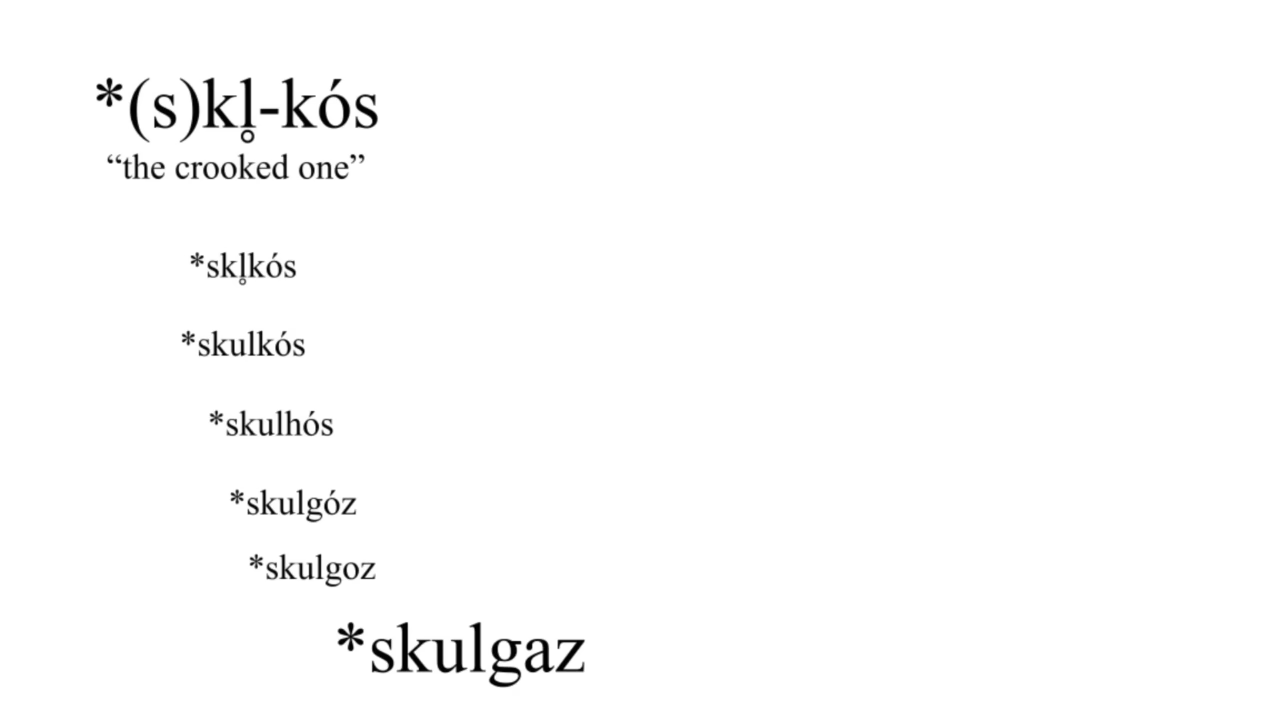 *(s)kl̥-kós
“the crooked one”
*skl̥kós
*skulkós
*skulhós
*skulgóz
*skulgoz
*skulgaz